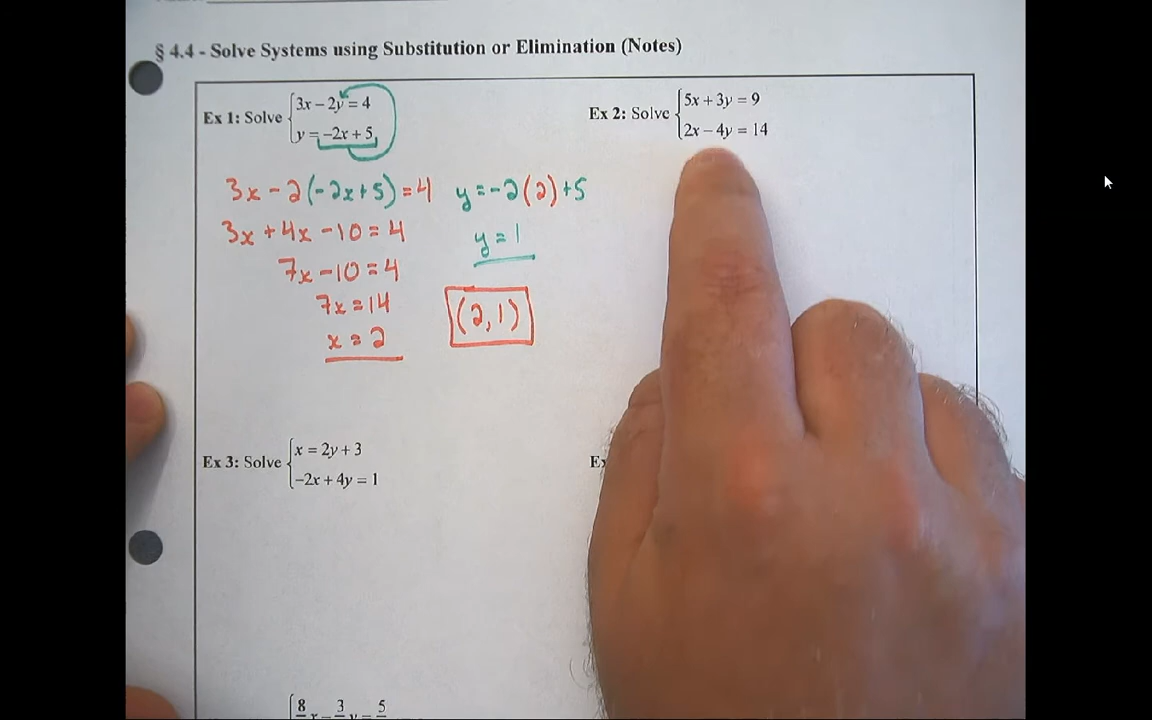 § 4.4 - Solve Systems using Substitution or Elimination (Notes)
Ex 1: Solve
3x – 2y = 4
y = –2x + 5
3x - 2(-2x+5) = 4
3x + 4x - 10 = 4
7x - 10 = 4
7x = 14
x = 2
y = -2(2)+5
y = 1
(2,1)
Ex 2: Solve
5x + 3y = 9
2x – 4y = 14
Ex 3: Solve
x = 2y + 3
–2x + 4y = 1